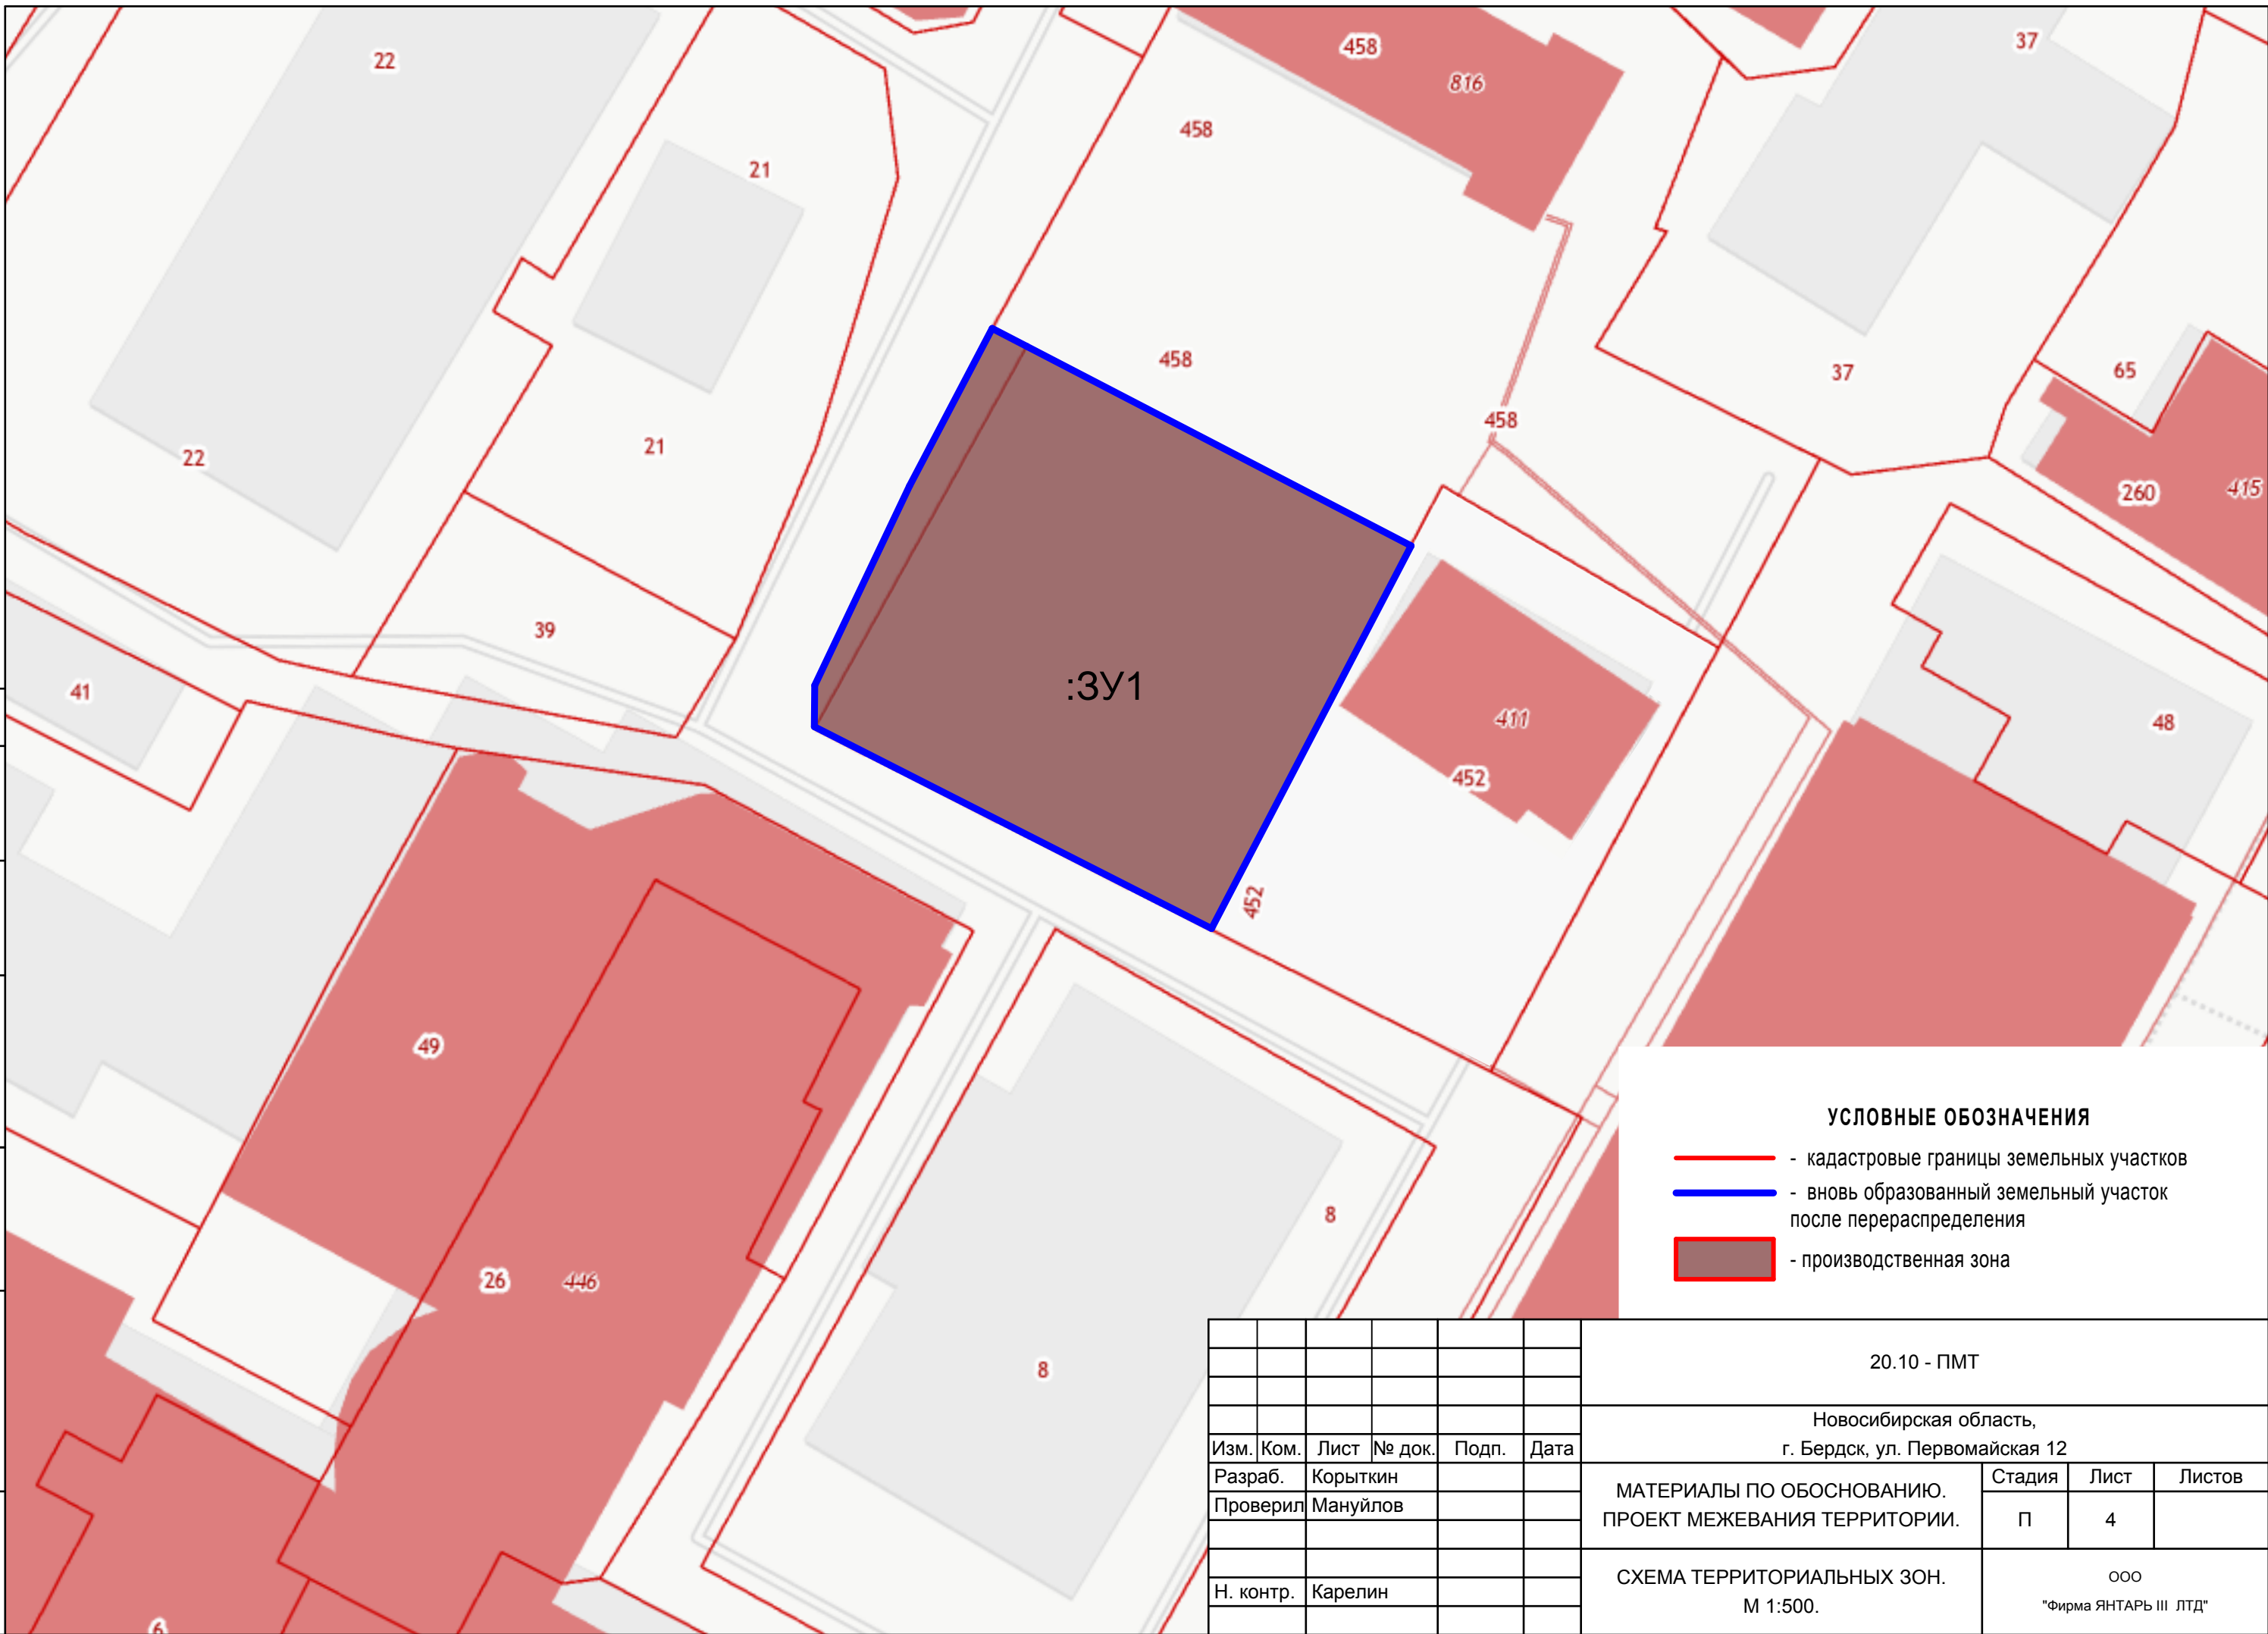 22
458
816
37
458
21
458
37
65
458
21
22
260
415
39
:ЗУ1
41
411
48
452
452
49
8
26
446
8
6
УСЛОВНЫЕ ОБОЗНАЧЕНИЯ
- кадастровые границы земельных участков
- вновь образованный земельный участок
после перераспределения
- производственная зона
20.10 - ПМТ
Новосибирская область,
г. Бердск, ул. Первомайская 12
Изм. Ком. Лист № док. Подп. Дата
Разраб. Корыткин
Проверил Мануйлов
Н. контр. Карелин
МАТЕРИАЛЫ ПО ОБОСНОВАНИЮ.
ПРОЕКТ МЕЖЕВАНИЯ ТЕРРИТОРИИ.
Стадия Лист Листов
П 4
СХЕМА ТЕРРИТОРИАЛЬНЫХ ЗОН.
М 1:500.
ООО
"Фирма ЯНТАРЬ III ЛТД"